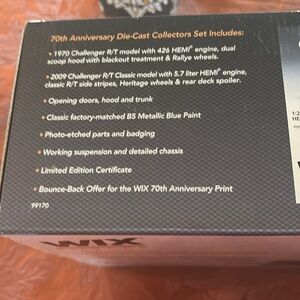 70th Anniversary Die-Cast Collectors Set Includes:
• 1970 Challenger R/T model with 426 HEMI® engine, dual
scoop hood with blackout treatment & Rallye wheels.
• 2009 Challenger R/T Classic model with 5.7 liter HEMI® engine,
classic R/T side stripes, Heritage wheels & rear deck spoiler.
• Opening doors, hood and trunk
• Classic factory-matched B5 Metallic Blue Paint
• Photo-etched parts and badging
• Working suspension and detailed chassis
• Limited Edition Certificate
• Bounce-Back Offer for the WIX 70th Anniversary Print
99170
WIX